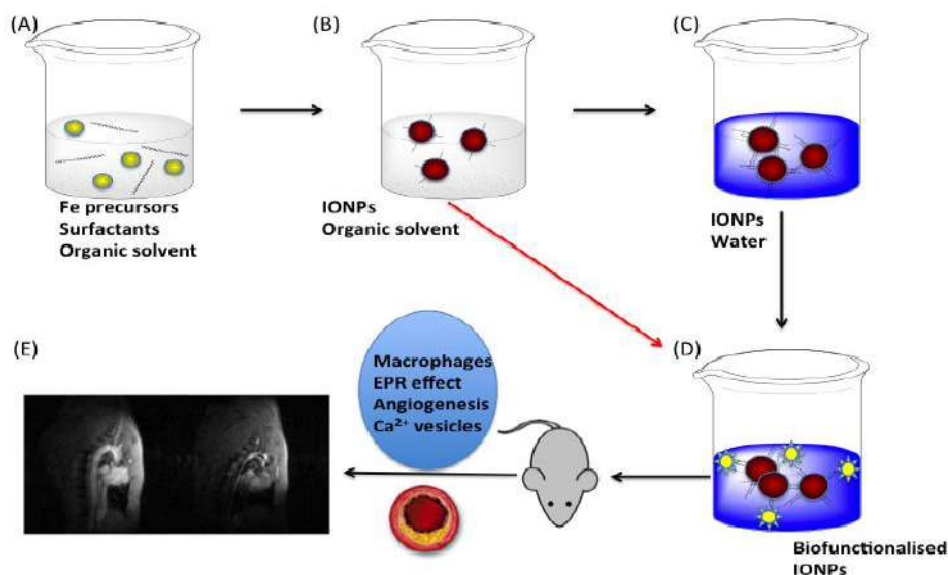 (A)
(B)
(C)
Fe precursors
Surfactants
Organic solvent
IONPs
Organic solvent
IONPs
Water
(E)
Macrophages
EPR effect
Angiogenesis
Ca²⁺ vesicles
(D)
Biofunctionalised
IONPs